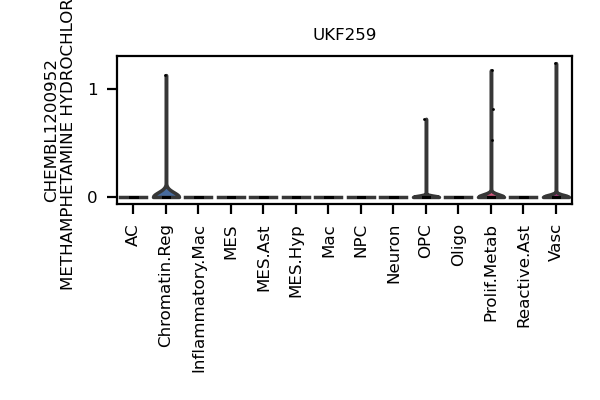 UKF259
CHEMBL1200952
METHAMPHETAMINE HYDROCHLOR
1
0
AC
Chromatin.Reg
Inflammatory.Mac
MES
MES.Ast
MES.Hyp
Mac
NPC
Neuron
OPC
Oligo
Prolif.Metab
Reactive.Ast
Vasc